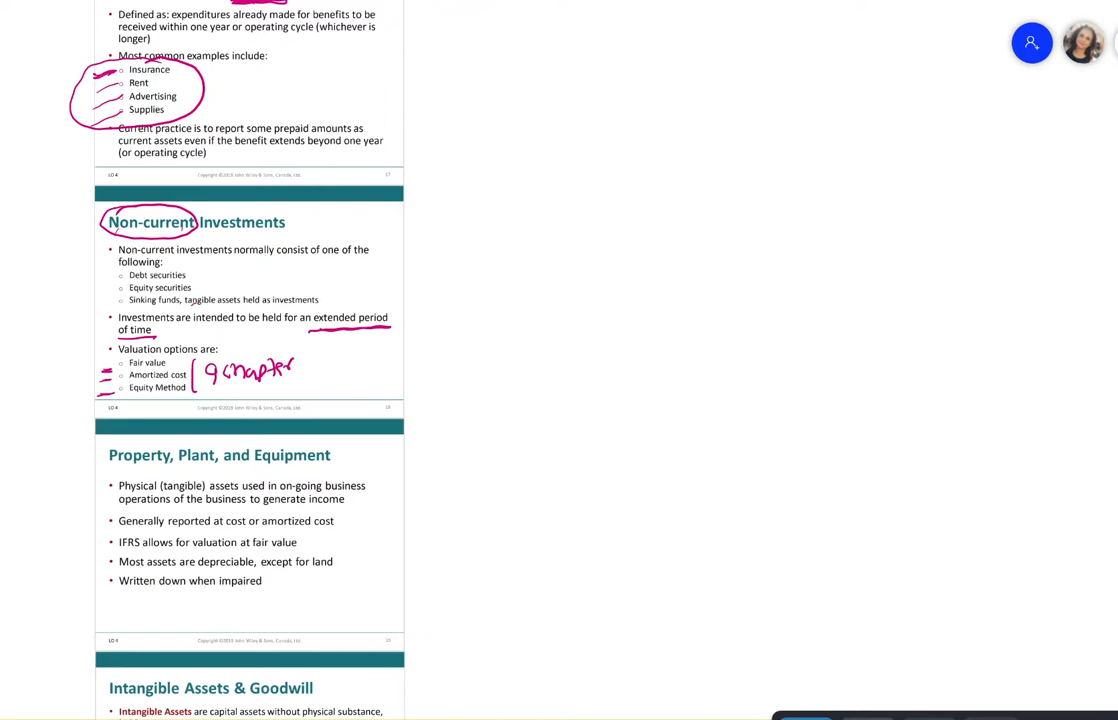 • Defined as: expenditures already made for benefits to be
received within one year or operating cycle (whichever is
longer)
• Most common examples include:
o Insurance
o Rent
o Advertising
o Supplies
• Current practice is to report some prepaid amounts as
current assets even if the benefit extends beyond one year
(or operating cycle)
LO 4 Copyright ©2019 John Wiley & Sons, Canada, Ltd. 17
Non-current Investments
• Non-current investments normally consist of one of the
following:
o Debt securities
o Equity securities
o Sinking funds, tangible assets held as investments
• Investments are intended to be held for an extended period
of time
• Valuation options are:
o Fair value
o Amortized cost
o Equity Method
9 chapter
LO 4 Copyright ©2019 John Wiley & Sons, Canada, Ltd. 18
Property, Plant, and Equipment
• Physical (tangible) assets used in on-going business
operations of the business to generate income
• Generally reported at cost or amortized cost
• IFRS allows for valuation at fair value
• Most assets are depreciable, except for land
• Written down when impaired
LO 4 Copyright ©2019 John Wiley & Sons, Canada, Ltd. 19
Intangible Assets & Goodwill
• Intangible Assets are capital assets without physical substance,